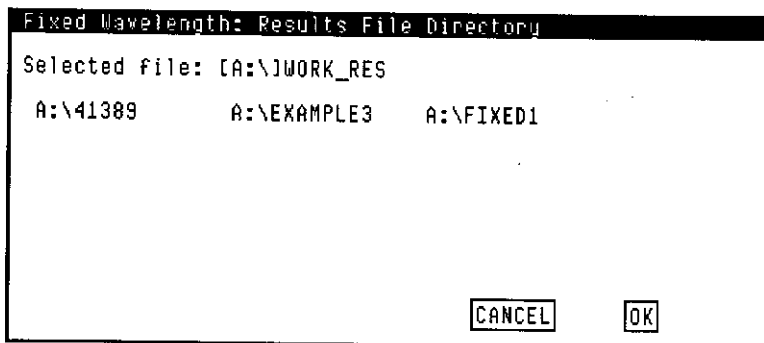 Fixed Wavelength: Results File Directory
Selected file: [A:\]WORK_RES
A:\41389 A:\EXAMPLE3 A:\FIXED1
CANCEL OK